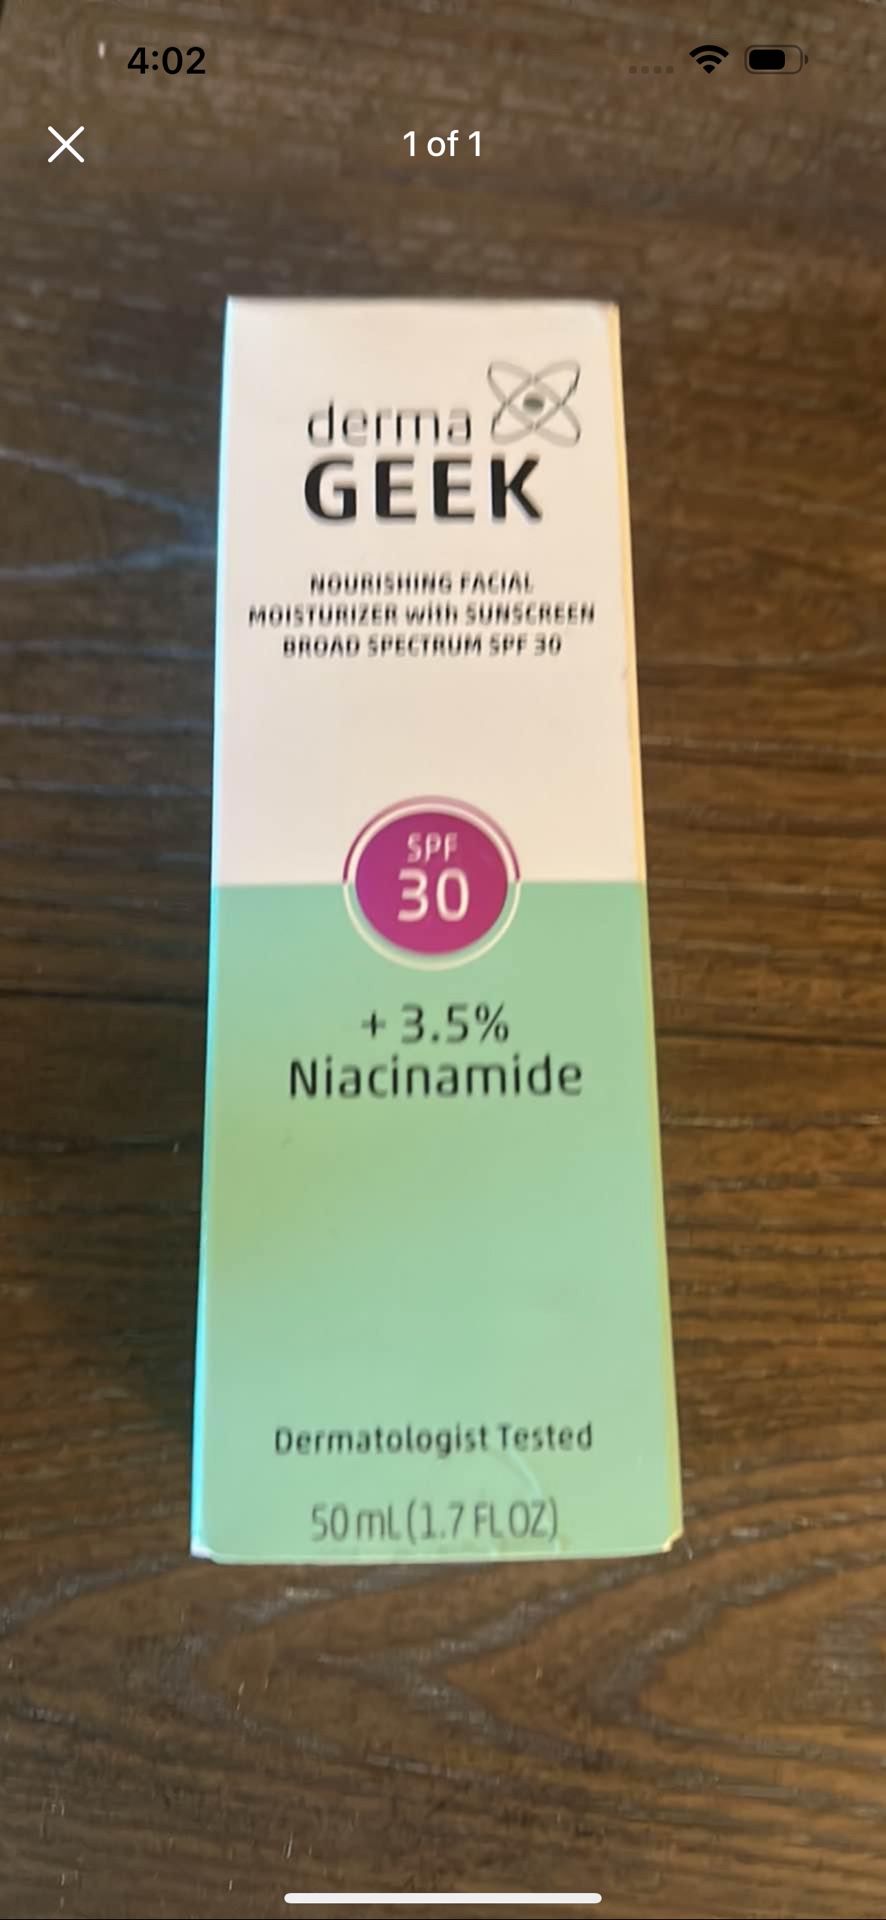 4:02
1 of 1
derma
GEEK
NOURISHING FACIAL
MOISTURIZER with SUNSCREEN
BROAD SPECTRUM SPF 30
SPF
30
+ 3.5%
Niacinamide
Dermatologist Tested
50 mL (1.7 FL OZ)